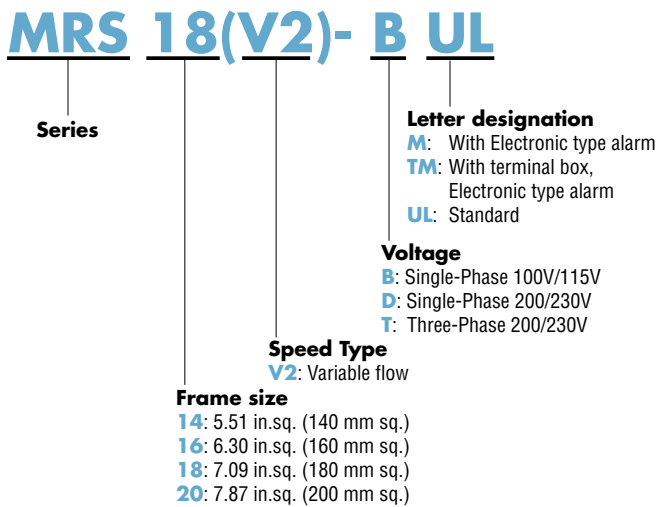 MRS 18(V2)- B UL
Series
Letter designation
M: With Electronic type alarm
TM: With terminal box,
Electronic type alarm
UL: Standard
Voltage
B: Single-Phase 100V/115V
D: Single-Phase 200/230V
T: Three-Phase 200/230V
Speed Type
V2: Variable flow
Frame size
14: 5.51 in.sq. (140 mm sq.)
16: 6.30 in.sq. (160 mm sq.)
18: 7.09 in.sq. (180 mm sq.)
20: 7.87 in.sq. (200 mm sq.)